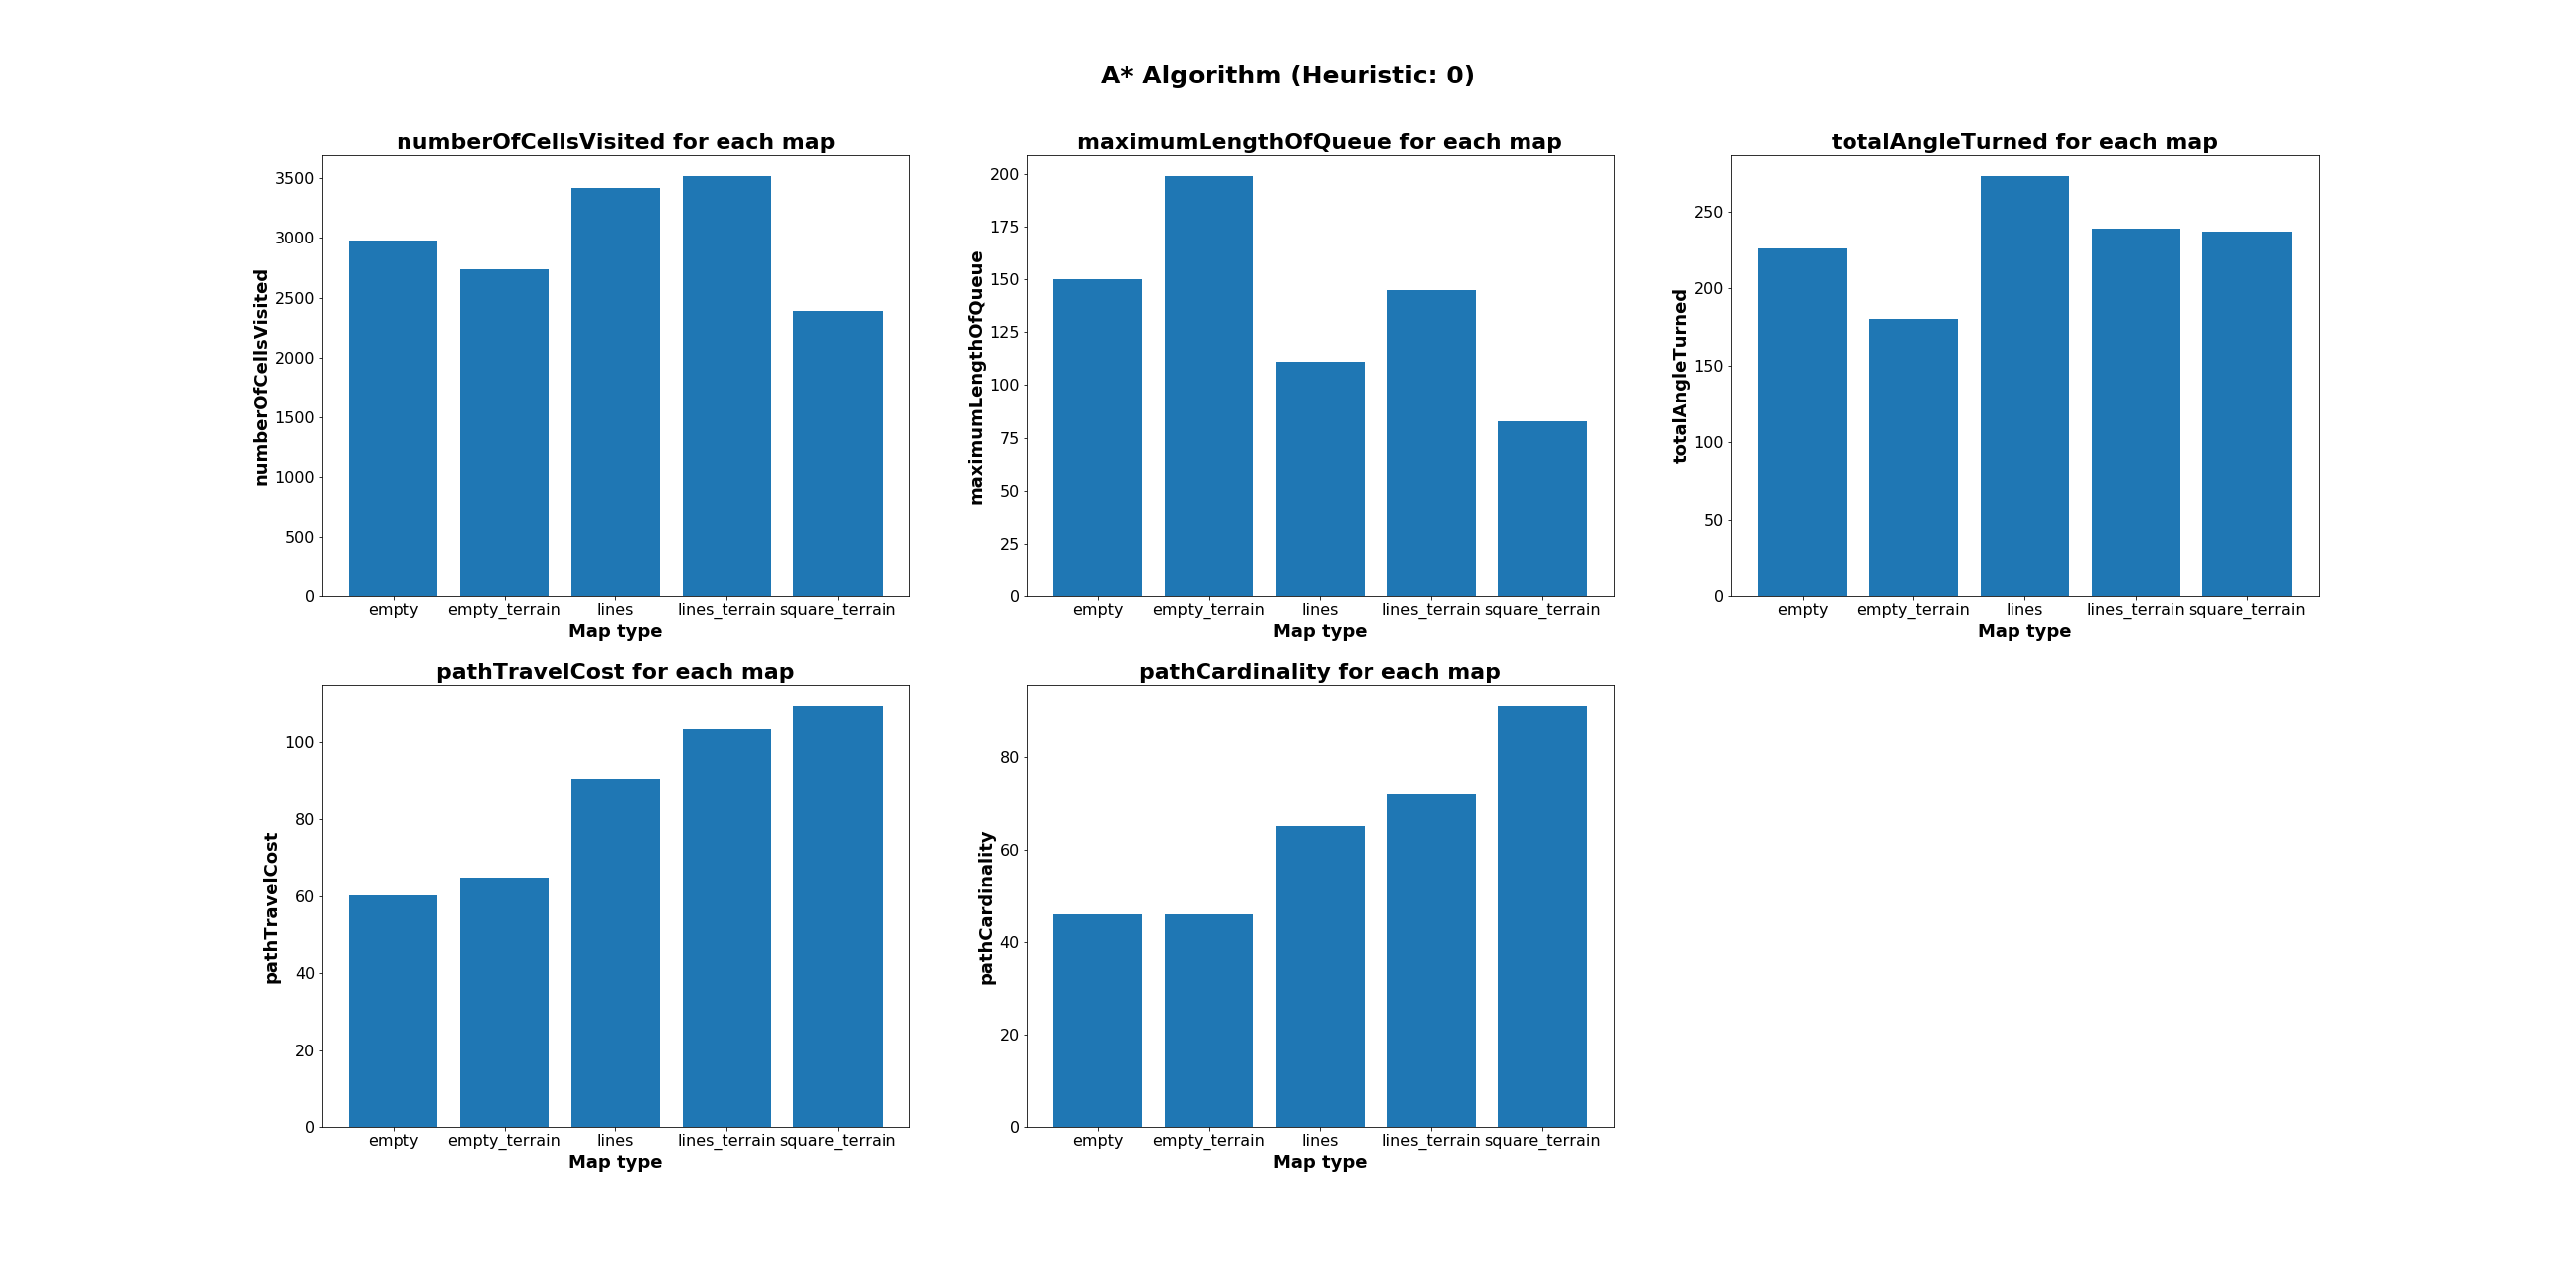 A* Algorithm (Heuristic: 0)
numberOfCellsVisited for each map
numberOfCellsVisited
3500
3000
2500
2000
1500
1000
500
0
empty empty_terrain lines lines_terrain square_terrain
Map type
maximumLengthOfQueue for each map
maximumLengthOfQueue
200
175
150
125
100
75
50
25
0
empty empty_terrain lines lines_terrain square_terrain
Map type
totalAngleTurned for each map
totalAngleTurned
250
200
150
100
50
0
empty empty_terrain lines lines_terrain square_terrain
Map type
pathTravelCost for each map
pathTravelCost
100
80
60
40
20
0
empty empty_terrain lines lines_terrain square_terrain
Map type
pathCardinality for each map
pathCardinality
80
60
40
20
0
empty empty_terrain lines lines_terrain square_terrain
Map type